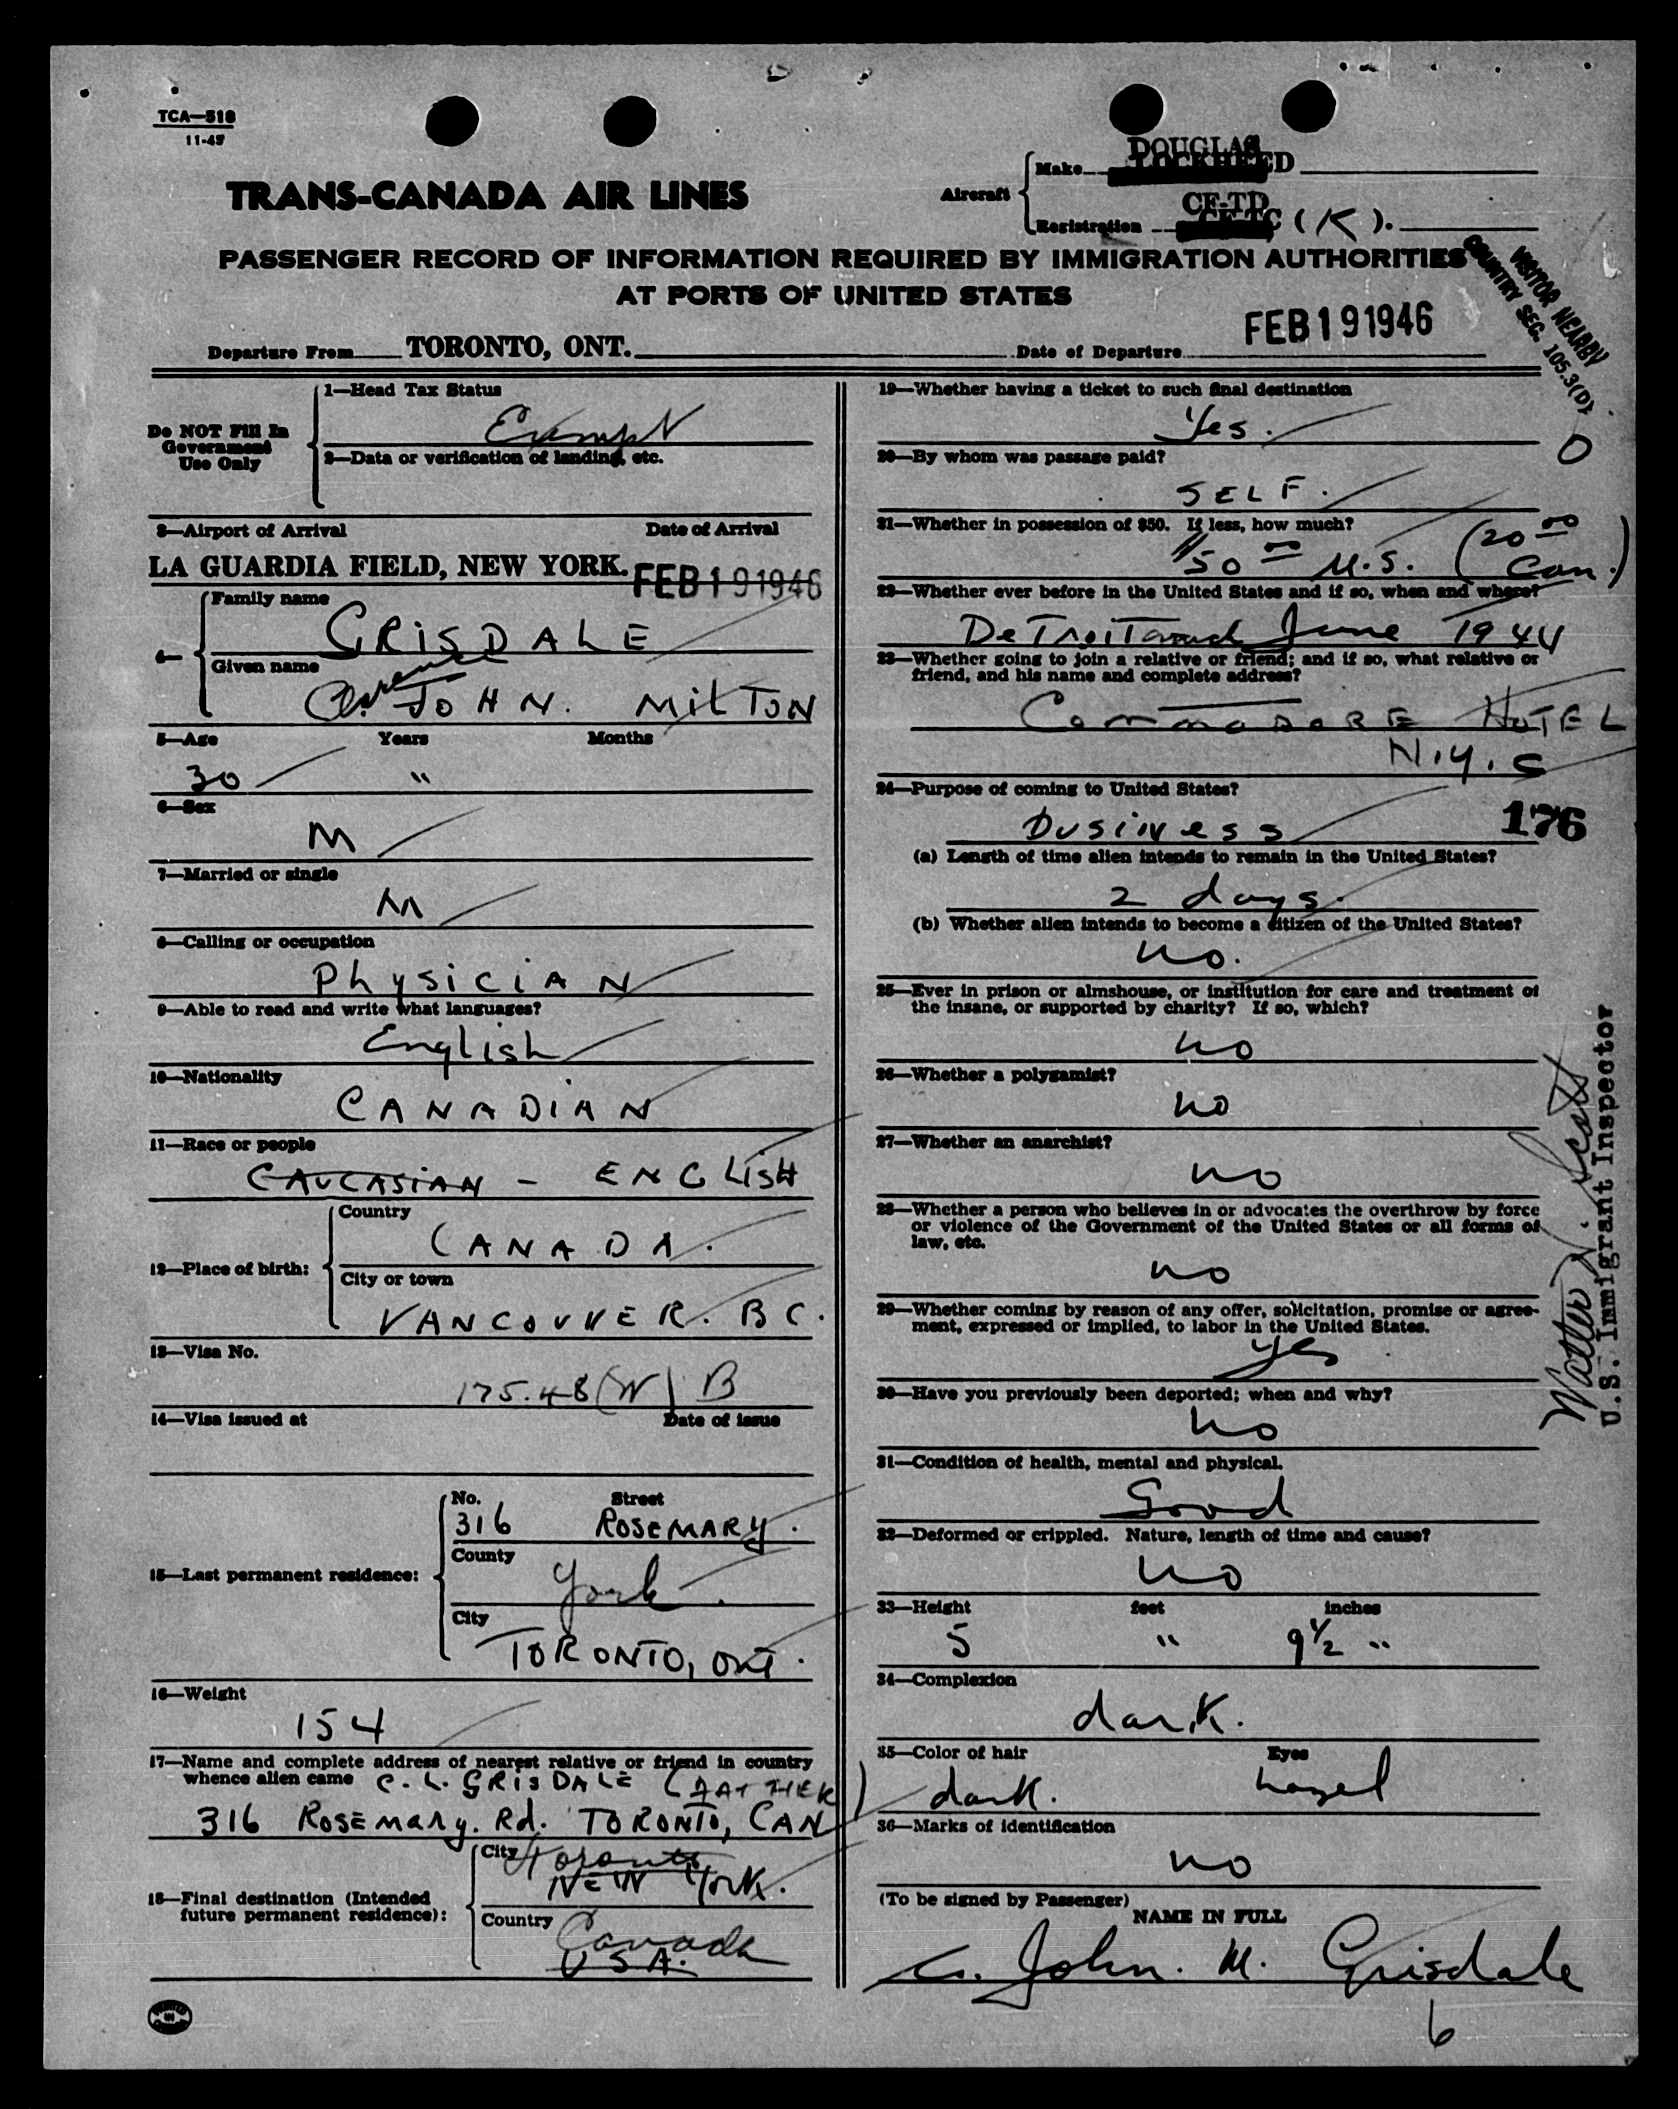 TCA—518
11-45
DOUGLAS
LOCKHEED
Make
Aircraft
CF-TD
CF-TC (K).
Registration
TRANS-CANADA AIR LINES
PASSENGER RECORD OF INFORMATION REQUIRED BY IMMIGRATION AUTHORITIES
AT PORTS OF UNITED STATES
VISITOR NEARBY
COUNTRY SEC. 105.3(D)
Departure From TORONTO, ONT. Date of Departure FEB 19 1946
Do NOT Fill In
Government
Use Only
1—Head Tax Status
Exempt
2—Data or verification of landing, etc.
3—Airport of Arrival Date of Arrival
LA GUARDIA FIELD, NEW YORK. FEB 19 1946
4—
Family name
GRISDALE
Given name
Clarence
JOHN. MILTON
5—Age Years Months
30 "
6—Sex
M
7—Married or single
M
8—Calling or occupation
PhYSiCiAN
9—Able to read and write what languages?
English
10—Nationality
CANADiAN
11—Race or people
CAUCASiAN - ENGLiSH
12—Place of birth:
Country
CANADA.
City or town
VANCOUVER. BC.
13—Visa No.
175.48(W) B
14—Visa issued at Date of issue
15—Last permanent residence:
No. Street
316 ROSEMARY.
County
York.
City
TORONTO, ONT.
16—Weight
154
17—Name and complete address of nearest relative or friend in country
whence alien came C. L. GRiSDALE (FATHER)
316 ROSEMARY. Rd. TORONTO, CAN
18—Final destination (Intended
future permanent residence):
City Toronto
NEW York.
Country Canada
USA.
19—Whether having a ticket to such final destination
Yes.
0
20—By whom was passage paid?
SELF.
21—Whether in possession of $50. If less, how much?
$50 00 U.S. (20 00 Can.)
22—Whether ever before in the United States and if so, when and where?
DeTroiT June 1944
23—Whether going to join a relative or friend; and if so, what relative or
friend, and his name and complete address?
CommODORE HOTEL
N.Y.C
24—Purpose of coming to United States?
Business
176
(a) Length of time alien intends to remain in the United States?
2 days.
(b) Whether alien intends to become a citizen of the United States?
no.
25—Ever in prison or almshouse, or institution for care and treatment of
the insane, or supported by charity? If so, which?
no
26—Whether a polygamist?
no
27—Whether an anarchist?
no
28—Whether a person who believes in or advocates the overthrow by force
or violence of the Government of the United States or all forms of
law, etc.
no
29—Whether coming by reason of any offer, solicitation, promise or agree-
ment, expressed or implied, to labor in the United States.
yes
30—Have you previously been deported; when and why?
no
31—Condition of health, mental and physical.
Good
32—Deformed or crippled. Nature, length of time and cause?
no
33—Height feet inches
5 " 9½ "
34—Complexion
dark.
35—Color of hair Eyes
dark. hazel
36—Marks of identification
no
(To be signed by Passenger)
NAME IN FULL
C. John. M. Grisdale
6
Walter N. Scott
U.S. Immigrant Inspector